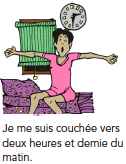 Je me suis couchée vers
deux heures et demie du
matin.